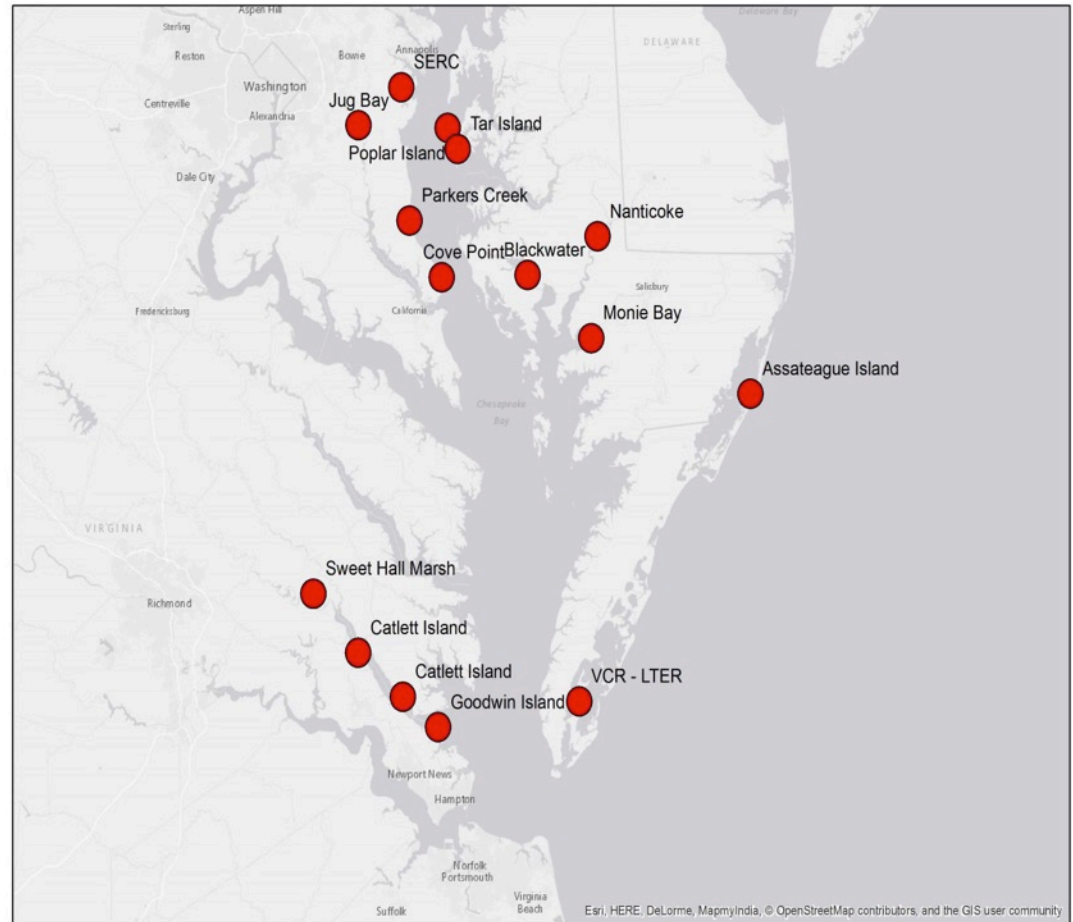 Aspen Hill
Delaware Bay
Sterling
DELAWARE
Annapolis
Reston
Bowie
SERC
Washington
Jug Bay
Centreville
Alexandria
Tar Island
Poplar Island
Dale City
Parkers Creek
Nanticoke
Cove Point
Blackwater
Salisbury
California
Fredericksburg
Monie Bay
Assateague Island
Chesapeake
Bay
VIRGINIA
Sweet Hall Marsh
Richmond
Catlett Island
Catlett Island
VCR - LTER
Goodwin Island
Newport News
Hampton
Norfolk
Portsmouth
Virginia
Beach
Suffolk
Esri, HERE, DeLorme, MapmyIndia, © OpenStreetMap contributors, and the GIS user community